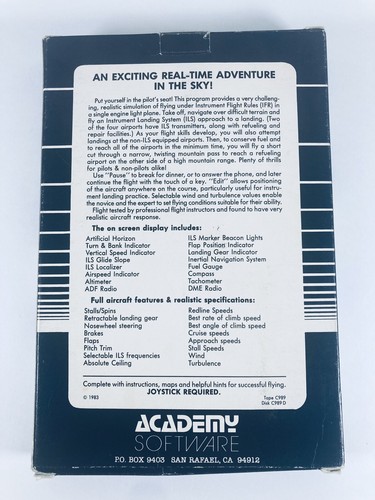 AN EXCITING REAL-TIME ADVENTURE
IN THE SKY!
Put yourself in the pilot's seat! This program provides a very challeng-
ing, realistic simulation of flying under Instrument Flight Rules (IFR) in
a single engine light plane. Take off, navigate over difficult terrain and
fly an Instrument Landing System (ILS) approach to a landing. (Two
of the four airports have ILS transmitters, along with refueling and
repair facilities.) As your flight skills develop, you will also attempt
landings at the non-ILS equipped airports. Then, to conserve fuel and
to reach all of the airports in the minimum time, you will fly a short
cut through a narrow, twisting mountain pass to reach a refueling
airport on the other side of a high mountain range. Plenty of thrills
for pilots & non-pilots alike!
Use "Pause" to break for dinner, or to answer the phone, and later
continue the flight with the touch of a key. "Edit" allows positioning
of the aircraft anywhere on the course, particularly useful for instru-
ment landing practice. Selectable wind and turbulence values enable
the novice and the expert to set flying conditions suitable for their ability.
Flight tested by professional flight instructors and found to have very
realistic aircraft response.
The on screen display includes:
Artificial Horizon
Turn & Bank Indicator
Vertical Speed Indicator
ILS Glide Slope
ILS Localizer
Airspeed Indicator
Altimeter
ADF Radio
ILS Marker Beacon Lights
Flap Position Indicator
Landing Gear Indicator
Inertial Navigation System
Fuel Gauge
Compass
Tachometer
DME Radio
Full aircraft features & realistic specifications:
Stalls/Spins
Retractable landing gear
Nosewheel steering
Brakes
Flaps
Pitch Trim
Selectable ILS frequencies
Absolute Ceiling
Redline Speeds
Best rate of climb speed
Best angle of climb speed
Cruise speeds
Approach speeds
Stall Speeds
Wind
Turbulence
Complete with instructions, maps and helpful hints for successful flying.
JOYSTICK REQUIRED.
© 1983
Tape C989
Disk C989 D
ACADEMY
SOFTWARE
P.O. BOX 9403 SAN RAFAEL, CA 94912